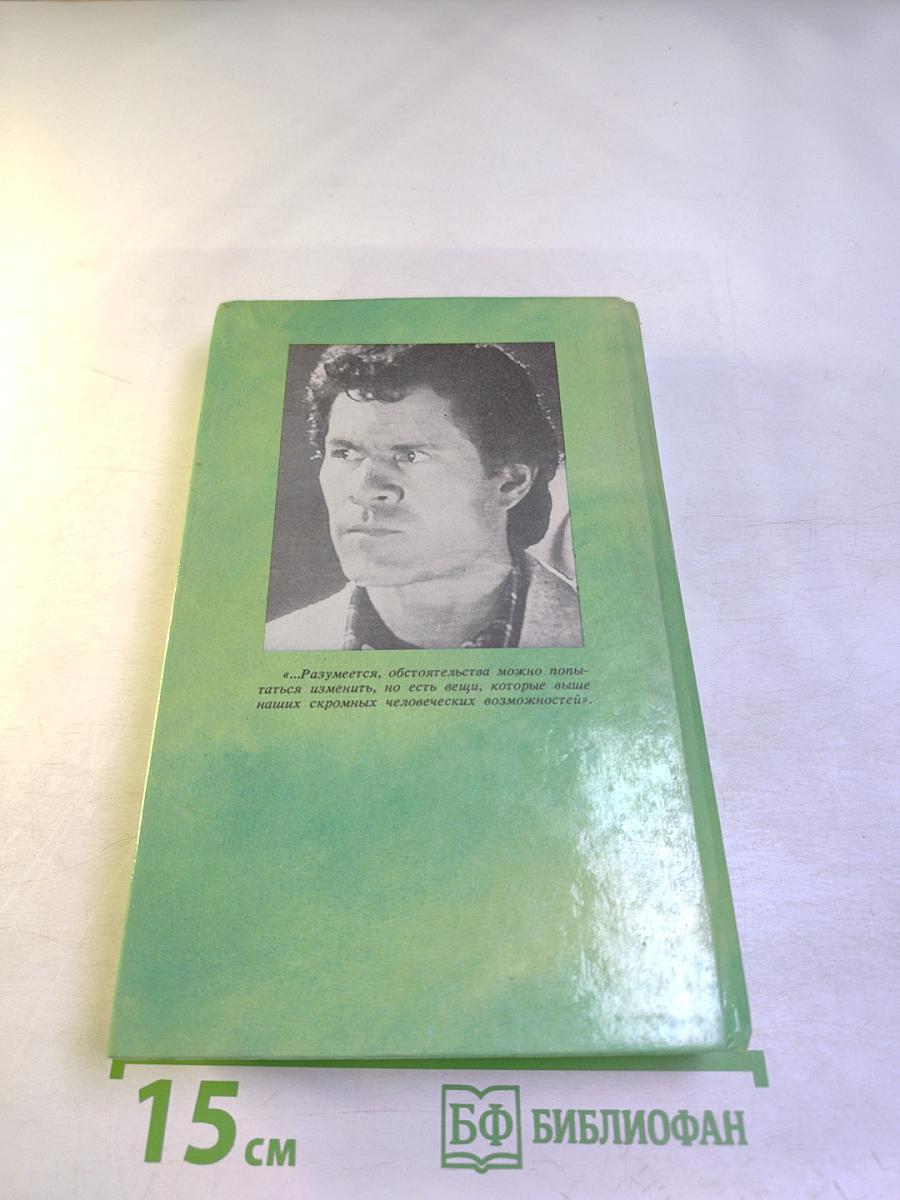 «...Разумеется, обстоятельства можно попы-
таться изменить, но есть вещи, которые выше
наших скромных человеческих возможностей».
15 см
БФ БИБЛИОФАН